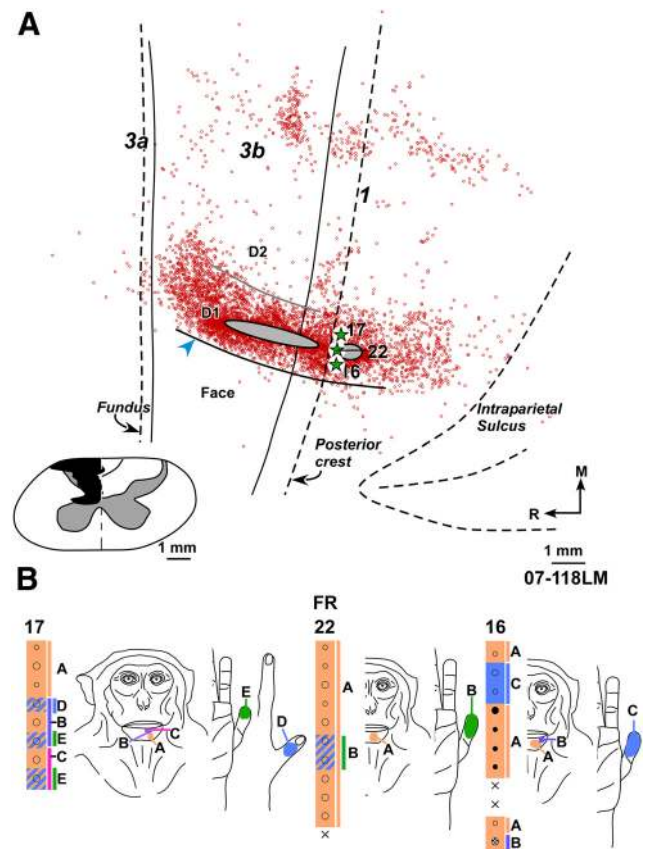 A
3a
3b
1
D2
D1
17
22
16
Face
Fundus
Posterior
crest
Intraparietal
Sulcus
M
R
1 mm
1 mm
07-118LM
B
17
A
D
B
E
C
E
B
C
A
E
D
FR
22
A
B
A
B
16
A
C
A
A
B
B
A
C